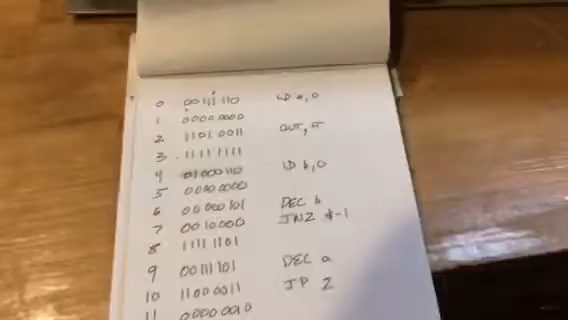 0 00111110 LD a, 0
1 00000000
2 11010011 OUT, ff
3 11111111
4 01000110 LD b, 0
5 00000000
6 00000101 DEC b
7 0010000 JNZ $-1
8 11111101
9 00111101 DEC a
10 11000011 JP 2
11 00000010